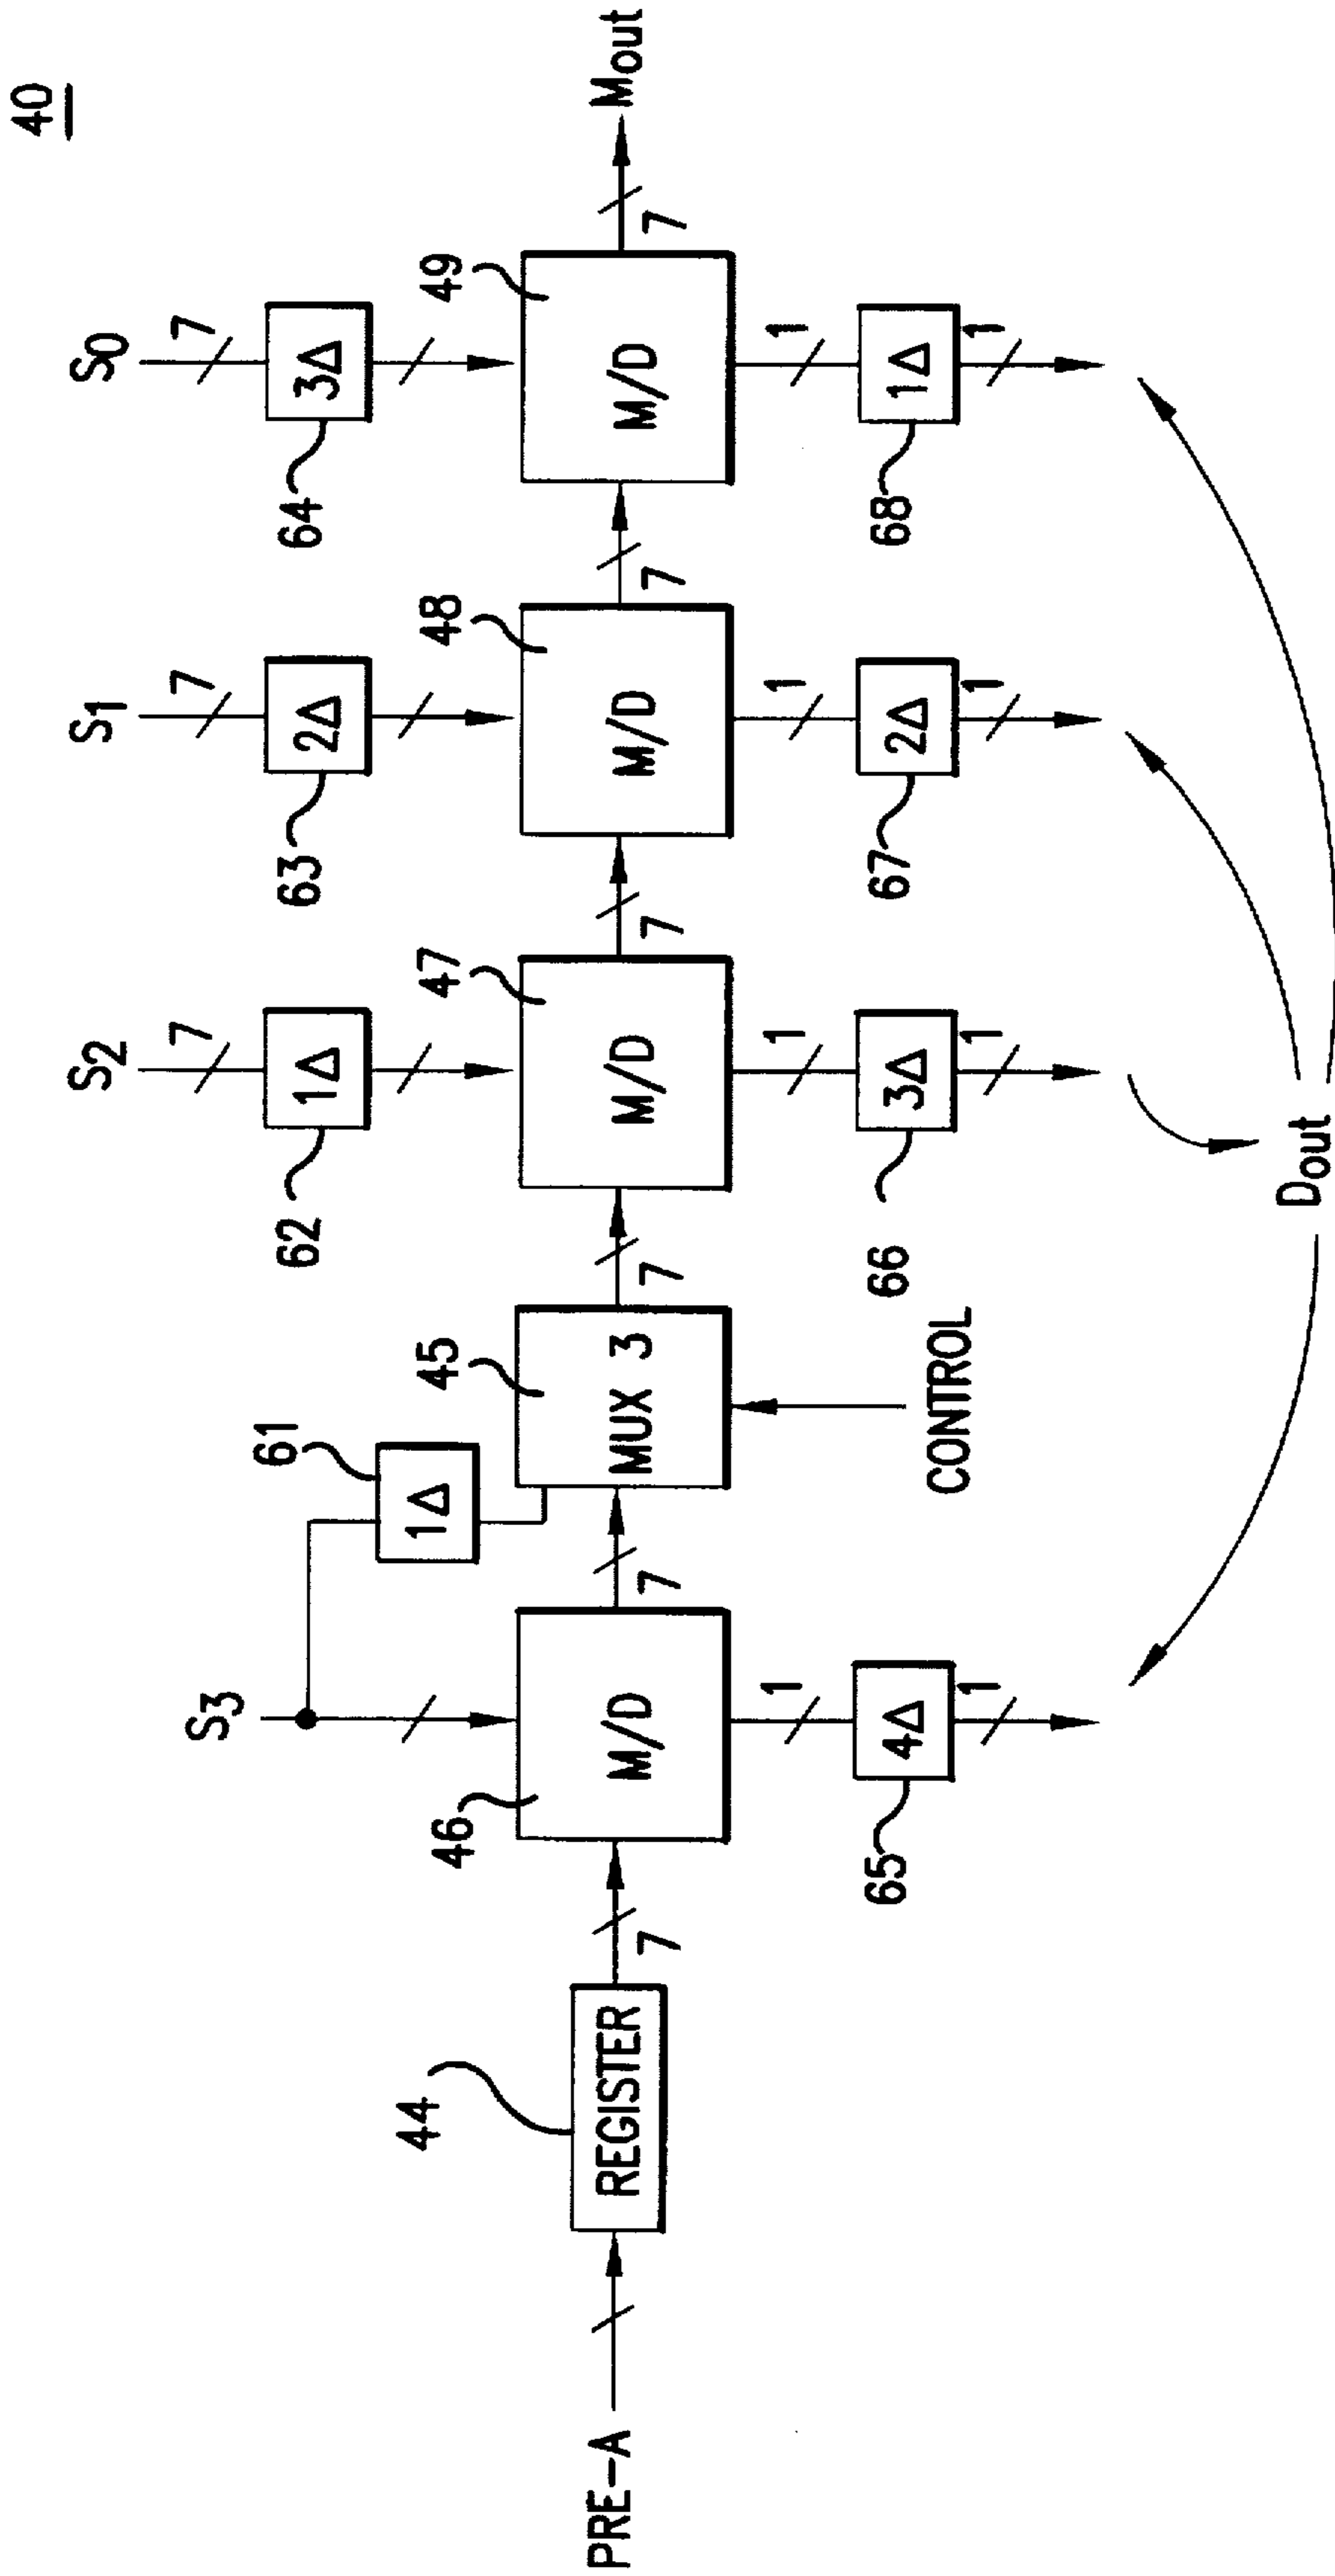 40
S3
S2
S1
S0
7
7
7
61
1Δ
62
1Δ
63
2Δ
64
3Δ
44
46
45
47
48
49
PRE-A
REGISTER
7
M/D
7
MUX 3
7
M/D
7
M/D
7
M/D
7
Mout
CONTROL
1
1
1
1
65
4Δ
66
3Δ
67
2Δ
68
1Δ
1
1
1
1
Dout